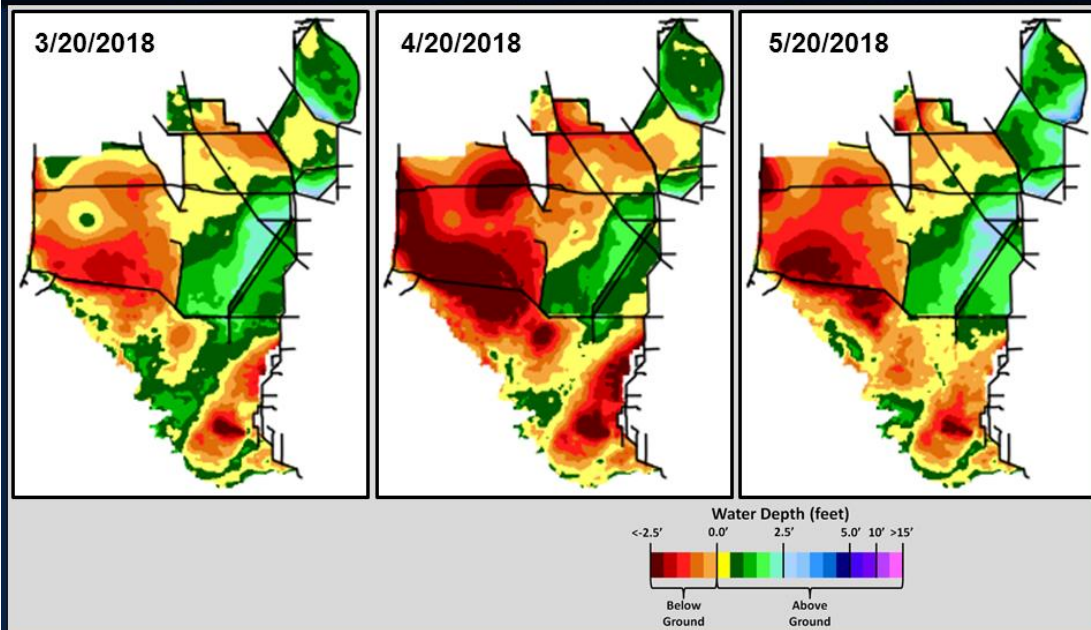 3/20/2018
4/20/2018
5/20/2018
Water Depth (feet)
<-2.5' 0.0' 2.5' 5.0' 10' >15'
Below Ground
Above Ground